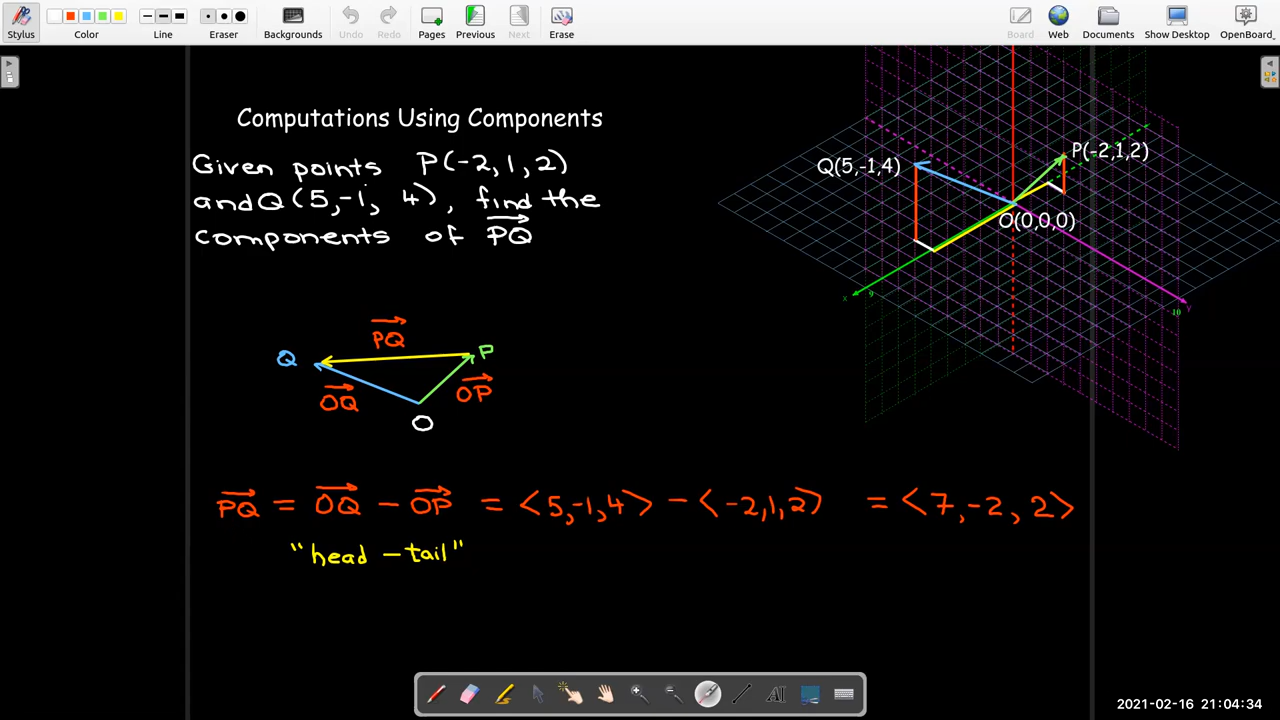 Stylus
Color
Line
Eraser
Backgrounds
Undo
Redo
Pages
Previous
Next
Erase
Board
Web
Documents
Show Desktop
OpenBoard
Computations Using Components
Given points P(-2,1,2)
and Q(5,-1, 4), find the
components of PQ
Q(5,-1,4)
P(-2,1,2)
O(0,0,0)
x
9
10
y
PQ
Q
P
OQ
OP
O
PQ = OQ - OP = <5,-1,4> - <-2,1,2> = <7,-2, 2>
"head - tail"
AI
2021-02-16 21:04:34